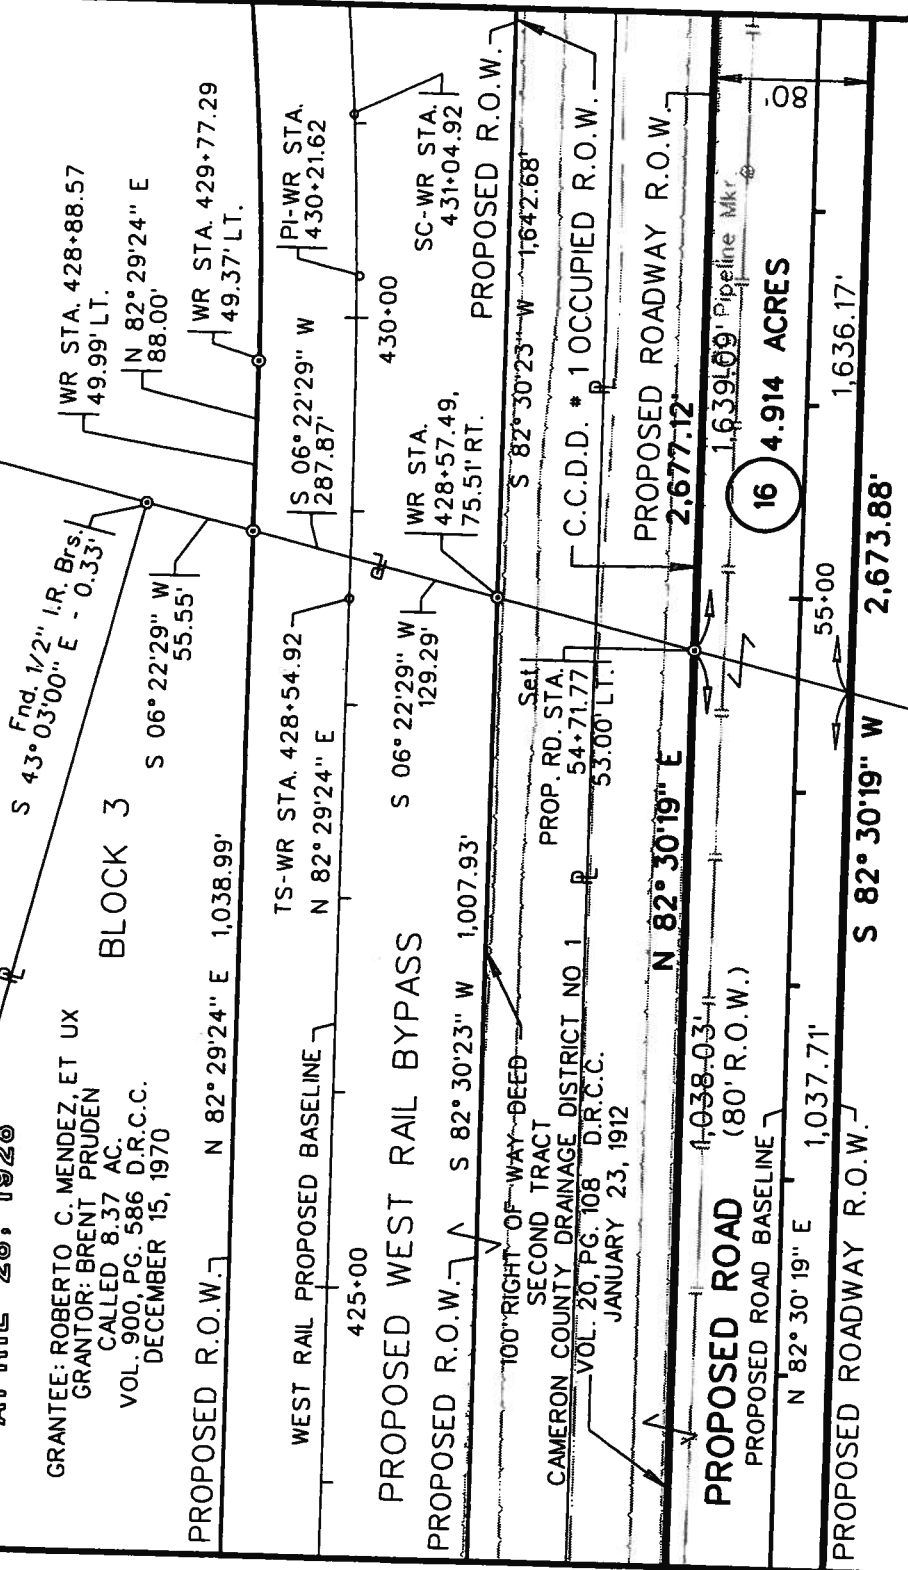 GRANTEE: ROBERTO C. MENDEZ, ET UX
GRANTOR: BRENT PRUDEN
CALLED 8.37 AC.
VOL. 900, PG. 586 D.R.C.C.
DECEMBER 15, 1970
BLOCK 3
Fnd. 1/2" I.R. Brs.
S 43°03'00" E - 0.33'
S 06°22'29" W
55.55'
WR STA. 428+88.57
49.99' LT.
N 82°29'24" E
88.00'
WR STA. 429+77.29
49.37' LT.
PROPOSED R.O.W.
N 82°29'24" E 1,038.99'
S 06°22'29" W
287.87'
PI-WR STA.
430+21.62
SC-WR STA.
431+04.92
TS-WR STA. 428+54.92
N 82°29'24" E
WEST RAIL PROPOSED BASELINE
425+00
430+00
PROPOSED WEST RAIL BYPASS
S 06°22'29" W
129.29'
WR STA.
428+57.49,
75.51' RT.
PROPOSED R.O.W.
PROPOSED R.O.W.
S 82°30'23" W 1,007.93'
S 82°30'23" W 1,642.68'
100' RIGHT OF WAY DEED
SECOND TRACT
CAMERON COUNTY DRAINAGE DISTRICT NO 1
VOL. 20, PG. 108 D.R.C.C.
JANUARY 23, 1912
Set
PROP. RD. STA.
54+71.77
53.00' LT.
C.C.D.D. # 1 OCCUPIED R.O.W.
PROPOSED ROADWAY R.O.W.
N 82°30'19" E 2,677.12'
1,038.03'
(80' R.O.W.)
1,639.09'
Pipeline Mkr.
80'
16 4.914 ACRES
PROPOSED ROAD
PROPOSED ROAD BASELINE
N 82°30'19" E
55+00
1,037.71'
1,636.17'
PROPOSED ROADWAY R.O.W.
S 82°30'19" W 2,673.88'